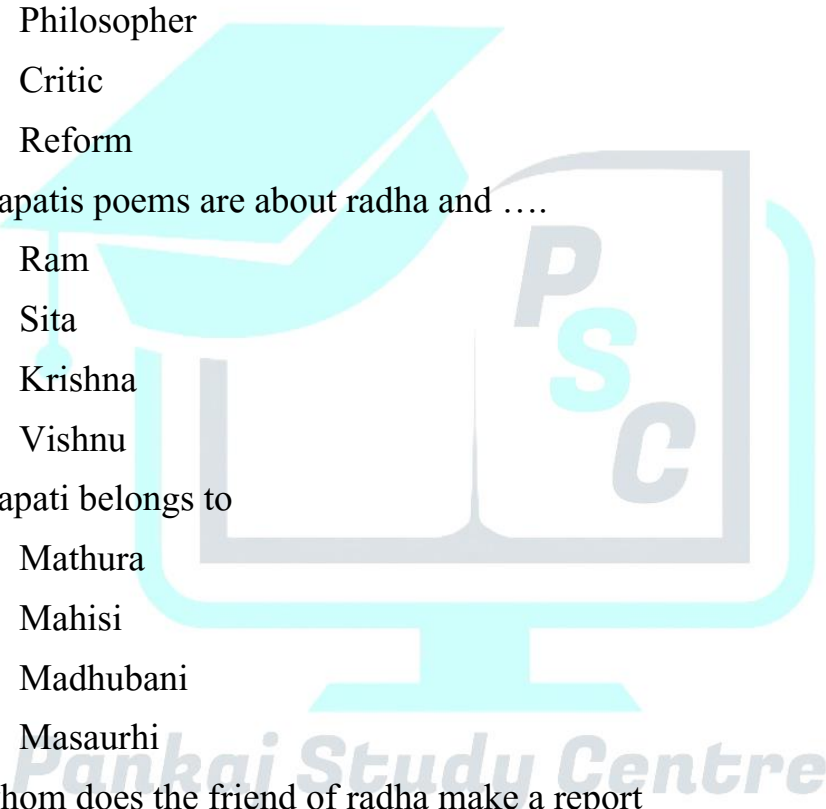 Philosopher
Critic
Reform
apatis poems are about radha and ….
Ram
Sita
Krishna
Vishnu
apati belongs to
Mathura
Mahisi
Madhubani
Masaurhi
hom does the friend of radha make a report
P
S
C
Pankaj Study Centre